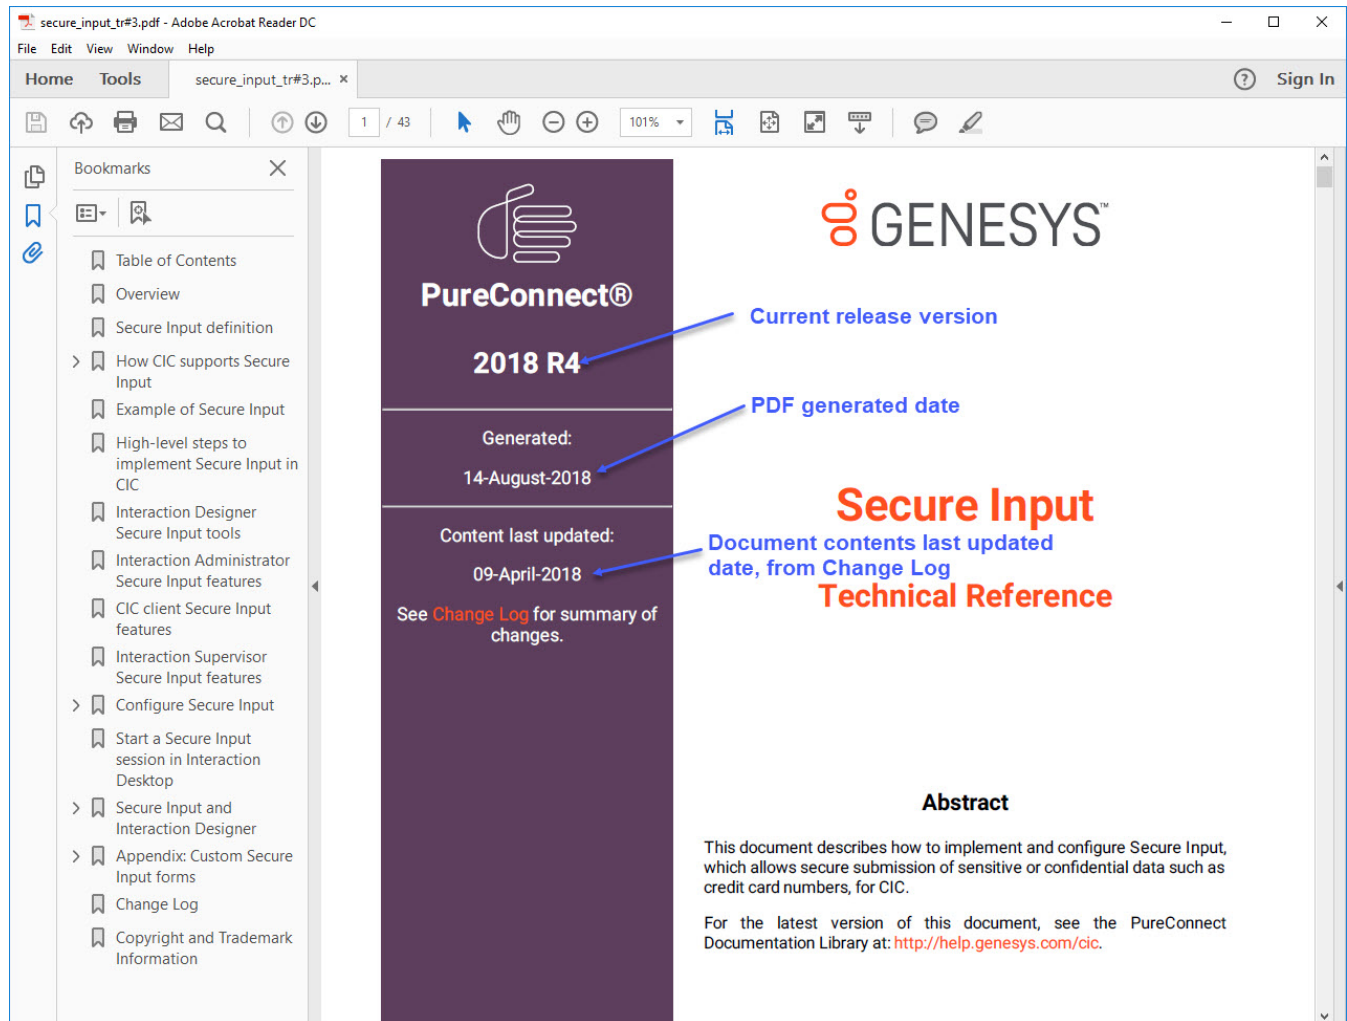 secure_input_tr#3.pdf - Adobe Acrobat Reader DC
File Edit View Window Help
Home Tools secure_input_tr#3.p... × Sign In
1 / 43 101%
Bookmarks
Table of Contents
Overview
Secure Input definition
How CIC supports Secure
Input
Example of Secure Input
High-level steps to
implement Secure Input in
CIC
Interaction Designer
Secure Input tools
Interaction Administrator
Secure Input features
CIC client Secure Input
features
Interaction Supervisor
Secure Input features
Configure Secure Input
Start a Secure Input
session in Interaction
Desktop
Secure Input and
Interaction Designer
Appendix: Custom Secure
Input forms
Change Log
Copyright and Trademark
Information
PureConnect®
2018 R4
Generated:
14-August-2018
Content last updated:
09-April-2018
See Change Log for summary of
changes.
GENESYS™
Current release version
PDF generated date
Secure Input
Document contents last updated
date, from Change Log
Technical Reference
Abstract
This document describes how to implement and configure Secure Input,
which allows secure submission of sensitive or confidential data such as
credit card numbers, for CIC.
For the latest version of this document, see the PureConnect
Documentation Library at: http://help.genesys.com/cic.